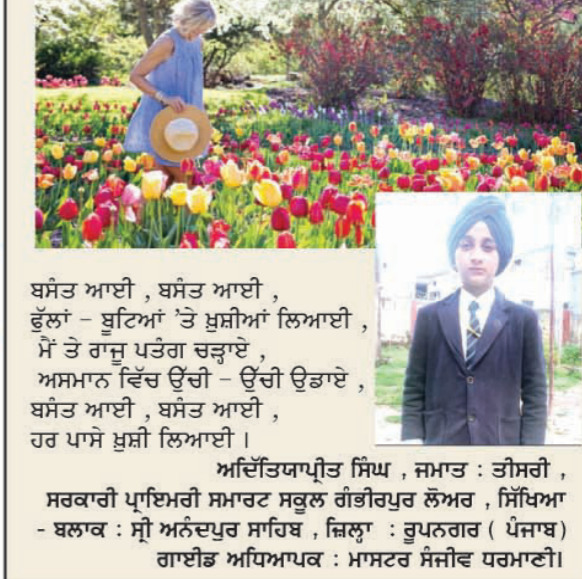 ਬਸੰਤ ਆਈ , ਬਸੰਤ ਆਈ ,
ਫੁੱਲਾਂ - ਬੂਟਿਆਂ 'ਤੇ ਖ਼ੁਸ਼ੀਆਂ ਲਿਆਈ ,
ਮੈਂ ਤੇ ਰਾਜੂ ਪਤੰਗ ਚੜ੍ਹਾਏ ,
ਅਸਮਾਨ ਵਿੱਚ ਉੱਚੀ - ਉੱਚੀ ਉਡਾਏ ,
ਬਸੰਤ ਆਈ , ਬਸੰਤ ਆਈ ,
ਹਰ ਪਾਸੇ ਖ਼ੁਸ਼ੀ ਲਿਆਈ ।
ਅਦਿੱਤਿਯਾਪ੍ਰੀਤ ਸਿੰਘ , ਜਮਾਤ : ਤੀਸਰੀ ,
ਸਰਕਾਰੀ ਪ੍ਰਾਇਮਰੀ ਸਮਾਰਟ ਸਕੂਲ ਗੰਭੀਰਪੁਰ ਲੋਅਰ , ਸਿੱਖਿਆ
- ਬਲਾਕ : ਸ੍ਰੀ ਅਨੰਦਪੁਰ ਸਾਹਿਬ , ਜ਼ਿਲ੍ਹਾ : ਰੂਪਨਗਰ ( ਪੰਜਾਬ)
ਗਾਈਡ ਅਧਿਆਪਕ : ਮਾਸਟਰ ਸੰਜੀਵ ਧਰਮਾਣੀ।